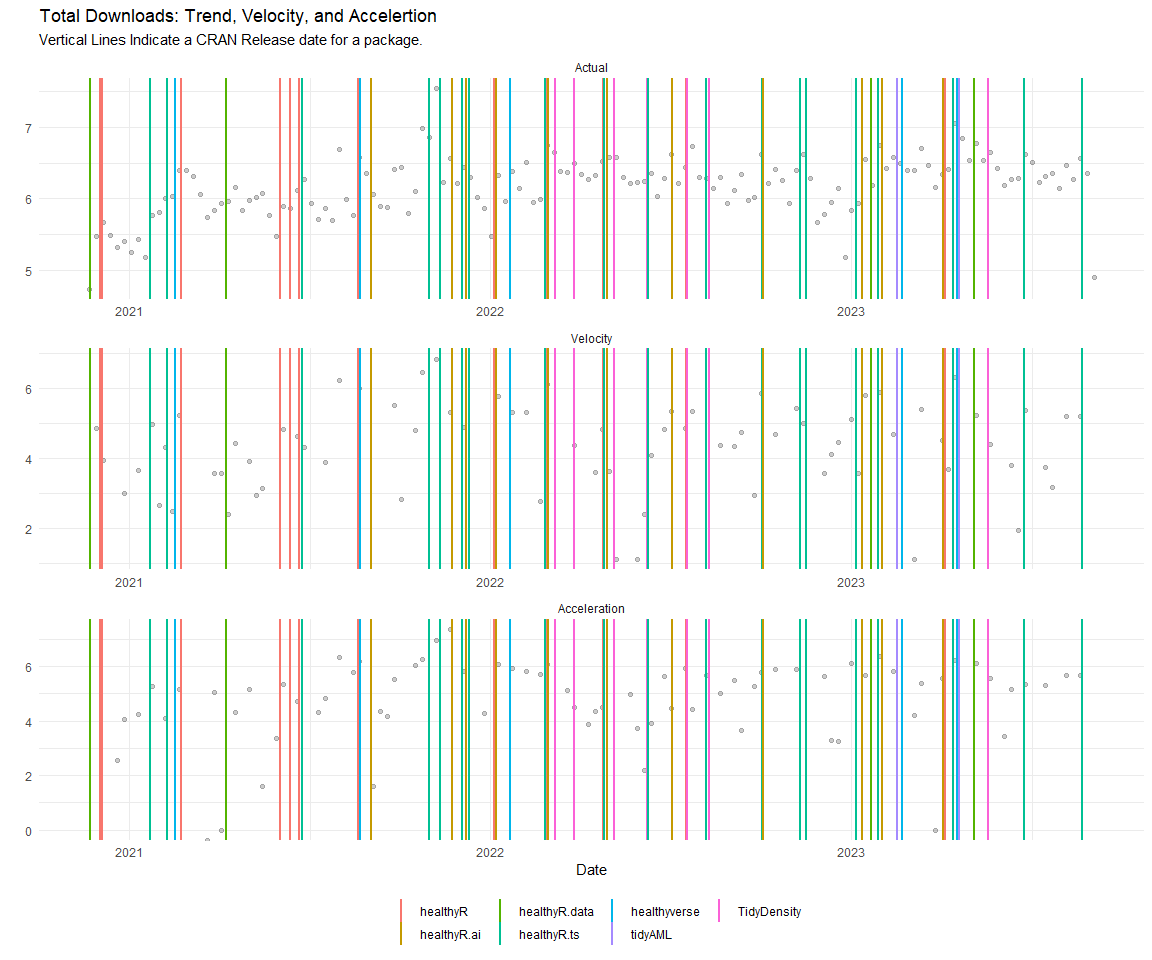 Total Downloads: Trend, Velocity, and Accelertion
Vertical Lines Indicate a CRAN Release date for a package.
Actual
7
6
5
2021 2022 2023
Velocity
6
4
2
2021 2022 2023
Acceleration
6
4
2
0
2021 2022 2023
Date
healthyR healthyR.data healthyverse TidyDensity
healthyR.ai healthyR.ts tidyAML